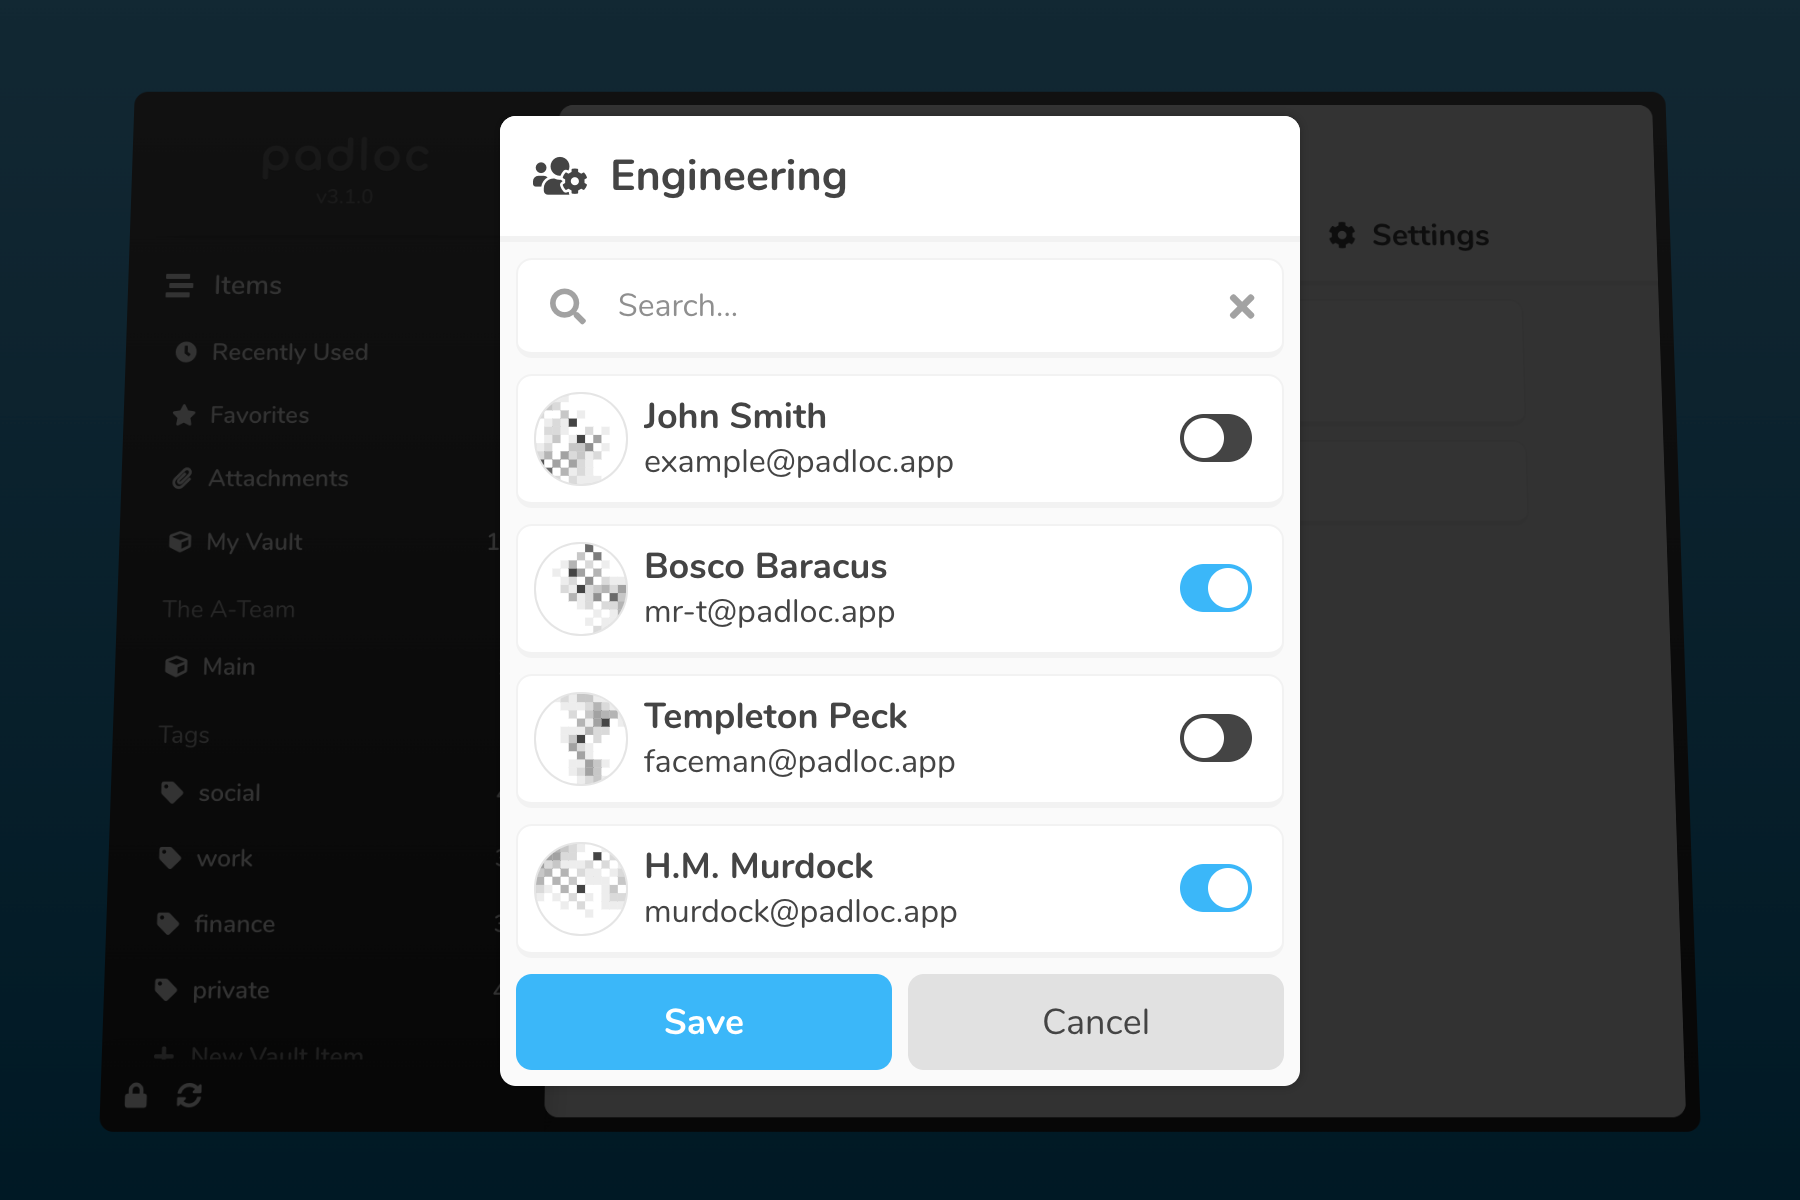 padloc
v3.1.0
Items
Recently Used
Favorites
Attachments
My Vault
1
The A-Team
Main
Tags
social
work
finance
private
New Vault Item
Engineering
Search...
John Smith
example@padloc.app
Bosco Baracus
mr-t@padloc.app
Templeton Peck
faceman@padloc.app
H.M. Murdock
murdock@padloc.app
Save
Cancel
Settings